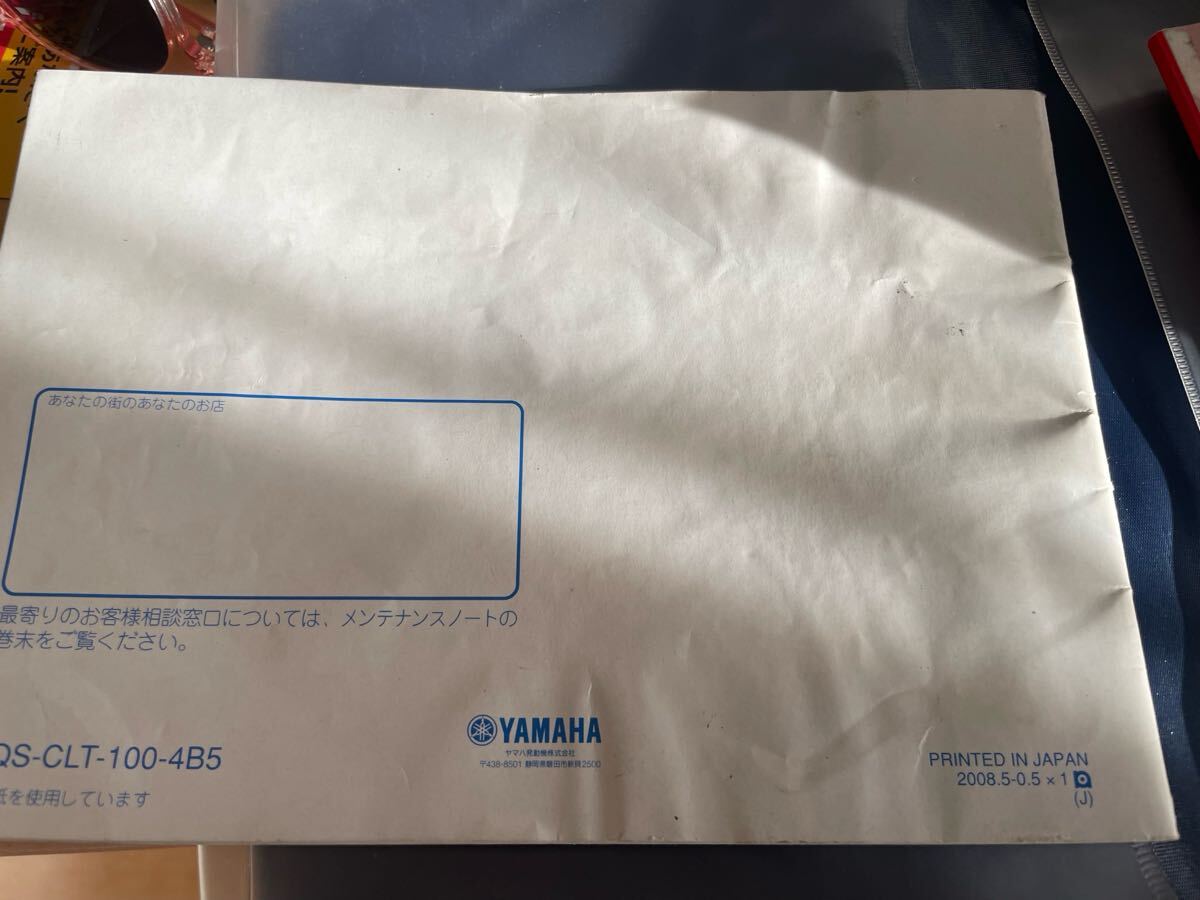 案内!
あなたの街のあなたのお店
最寄りのお客様相談窓口については、メンテナンスノートの
巻末をご覧ください。
QS-CLT-100-4B5
紙を使用しています
YAMAHA
ヤマハ発動機株式会社
〒438-8501 静岡県磐田市新貝2500
PRINTED IN JAPAN
2008.5-0.5×1
(J)